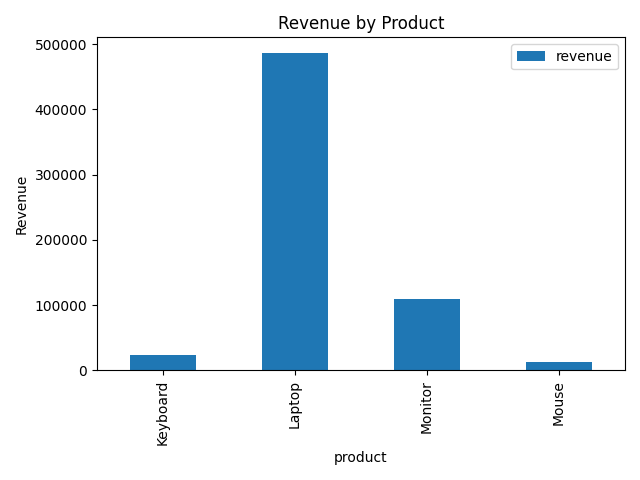 Revenue by Product
revenue
500000
400000
300000
200000
100000
0
Revenue
Keyboard
Laptop
Monitor
Mouse
product